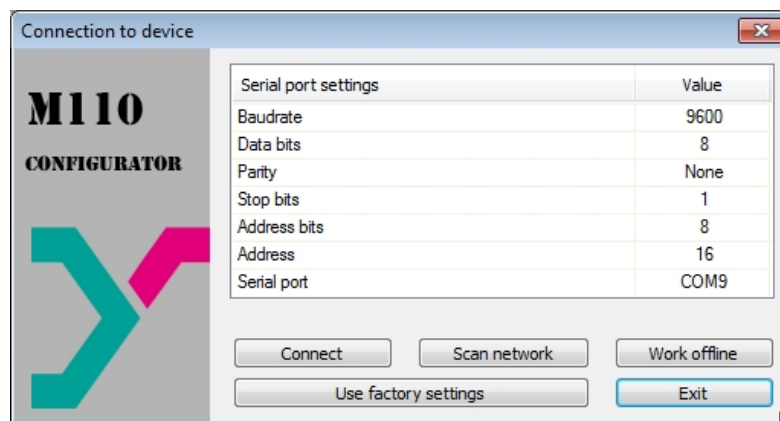 Connection to device
M110
CONFIGURATOR
Serial port settings Value
Baudrate 9600
Data bits 8
Parity None
Stop bits 1
Address bits 8
Address 16
Serial port COM9
Connect Scan network Work offline
Use factory settings Exit